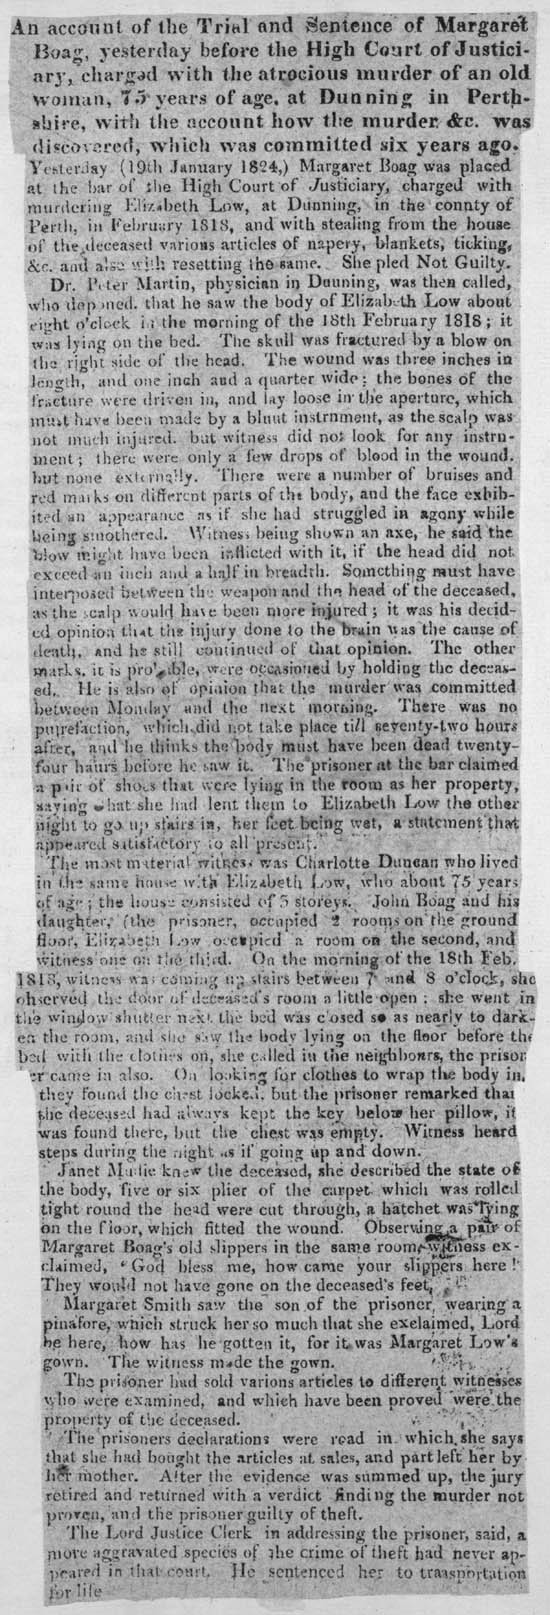 An account of the Trial and Sentence of Margaret
Boag, yesterday before the High Court of Justici-
ary, charged with the atrocious murder of an old
woman, 75 years of age, at Dunning in Perth-
shire, with the account how the murder &c. was
discovered, which was committed six years ago.
Yesterday (19th January 1824,) Margaret Boag was placed
at the bar of the High Court of Justiciary, charged with
murdering Elizabeth Low, at Dunning, in the connty of
Perth, in February 1818, and with stealing from the house
of the deceased various articles of napery, blankets, ticking,
&c. and also with resetting the same. She pled Not Guilty.
Dr. Peter Martin, physician in Dunning, was then called,
who deponed. that he saw the body of Elizabeth Low about
eight o'clock in the morning of the 18th February 1818; it
was lying on the bed. The skull was fractured by a blow on
the right side of the head. The wound was three inches in
length, and one inch and a quarter wide; the bones of the
fracture were driven in, and lay loose in the aperture, which
must have been made by a blunt instrnment, as the scalp was
not much injured. but witness did not look for any instru-
ment; there were only a few drops of blood in the wound.
but none externally. There were a number of bruises and
red marks on different parts of the body, and the face exhib-
ited an appearance as if she had struggled in agony while
being smothered. Witness being shown an axe, he said the
blow might have been inflicted with it, if the head did not
exceed an inch and a half in breadth. Something must have
interposed between the weapon and the head of the deceased,
as the scalp would have been more injured; it was his decid-
ed opinion that the injury done to the brain was the cause of
death, and he still continued of that opinion. The other
marks, it is probable, were occasioned by holding the deceas-
ed. He is also of opinion that the murder was committed
between Monday and the next morning. There was no
putrefaction, which did not take place till seventy-two hours
after, and he thinks the body must have been dead twenty-
four haurs before he saw it. The prisoner at the bar claimed
a pair of shoes that were lying in the room as her property,
saying that she had lent them to Elizabeth Low the other
night to go up stairs in, her feet being wet, a statement that
appeared satisfactory to all present.
The most material witness was Charlotte Duncan who lived
in the same house with Elizabeth Low, who about 75 years
of age; the house consisted of 3 storeys. John Boag and his
daughter, (the prisoner, occupied 2 rooms on the ground
floor, Elizabeth Low occupied a room on the second, and
witness one on the third. On the morning of the 18th Feb.
1818, witness was coming up stairs between 7 and 8 o'clock, she
observed the door of deceased's room a little open: she went in
the window shutter next the bed was closed so as nearly to dark-
en the room, and she saw the body lying on the floor before the
bed with the clothes on, she called in the neighbours, the prison
er came in also. On looking for clothes to wrap the body in,
they found the chest locked, but the prisoner remarked that
the deceased had always kept the key below her pillow, it
was found there, but the chest was empty. Witness heard
steps during the night as if going up and down.
Janet Mailie knew the deceased, she described the state of
the body, five or six plier of the carpet which was rolled
tight round the head were cut through, a hatchet was lying
on the floor, which fitted the wound. Observing a pair of
Margaret Boag's old slippers in the same room witness ex-
claimed, 'God bless me, how came your slippers here!'
They would not have gone on the deceased's feet,
Margaret Smith saw the son of the prisoner wearing a
pinafore, which struck her so much that she exelaimed, Lord
be here, how has he gotten it, for it was Margaret Low's
gown. The witness made the gown.
The prisoner had sold varions articles to different witnesses
who were examined, and which have been proved were the
property of the deceased.
The prisoners declarations were read in which she says
that she had bought the articles at sales, and part left her by
her mother. After the evidence was summed up, the jury
retired and returned with a verdict finding the murder not
proven, and the prisoner guilty of theft.
The Lord Justice Clerk in addressing the prisoner, said, a
more aggravated species of the crime of theft had never ap-
peared in that court. He sentenced her to traasportation
for life